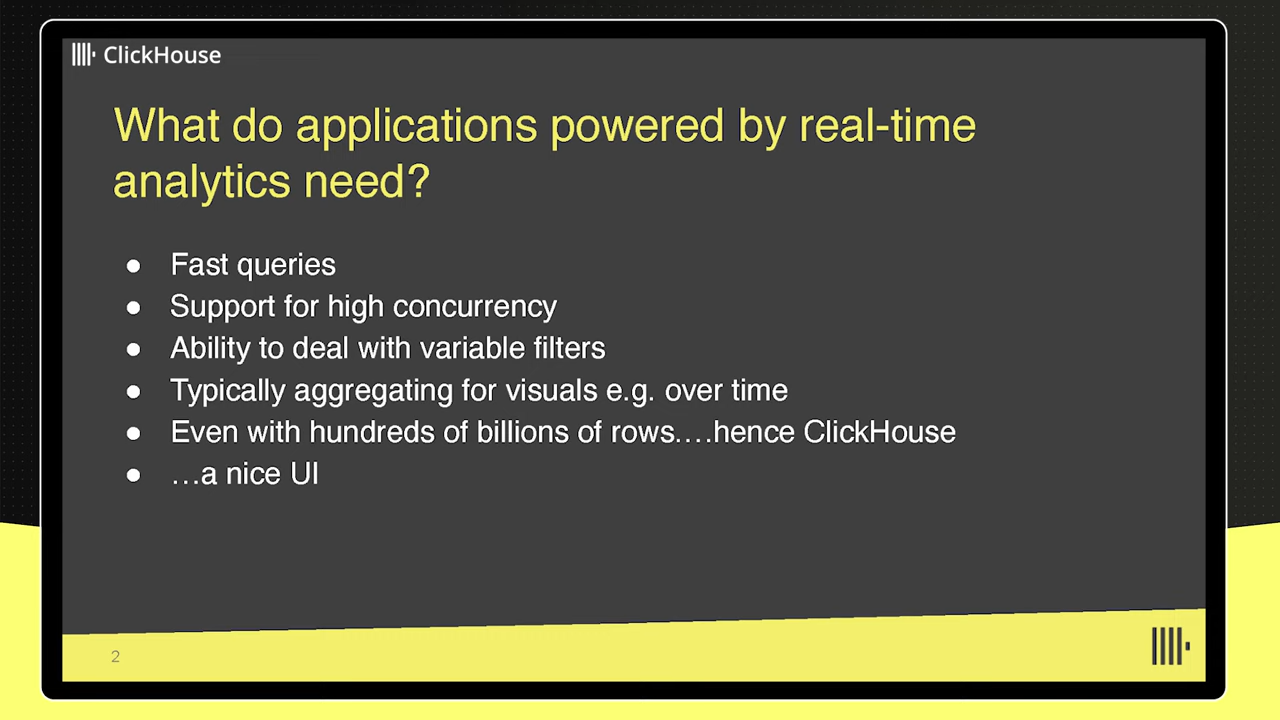 ClickHouse
What do applications powered by real-time
analytics need?
● Fast queries
● Support for high concurrency
● Ability to deal with variable filters
● Typically aggregating for visuals e.g. over time
● Even with hundreds of billions of rows….hence ClickHouse
● …a nice UI
2